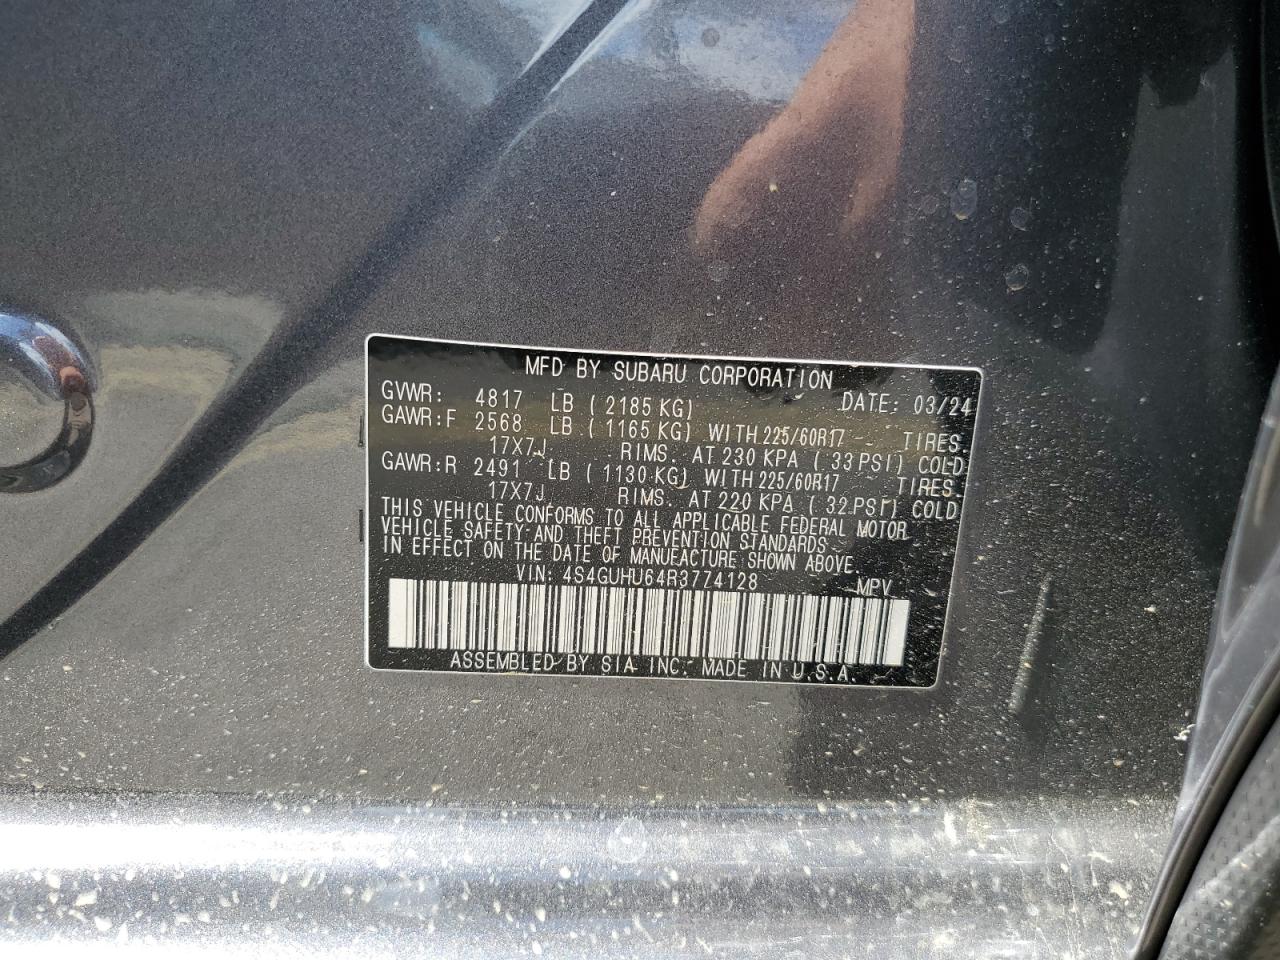 MFD BY SUBARU CORPORATION
GVWR: 4817 LB ( 2185 KG) DATE: 03/24
GAWR:F 2568 LB ( 1165 KG) WITH 225/60R17 TIRES.
17X7J RIMS. AT 230 KPA ( 33 PSI) COLD
GAWR:R 2491 LB ( 1130 KG) WITH 225/60R17 TIRES.
17X7J RIMS. AT 220 KPA ( 32 PSI) COLD
THIS VEHICLE CONFORMS TO ALL APPLICABLE FEDERAL MOTOR
VEHICLE SAFETY AND THEFT PREVENTION STANDARDS
IN EFFECT ON THE DATE OF MANUFACTURE SHOWN ABOVE.
VIN: 4S4GUHU64R3774128 MPV
ASSEMBLED BY SIA INC. MADE IN U.S.A.